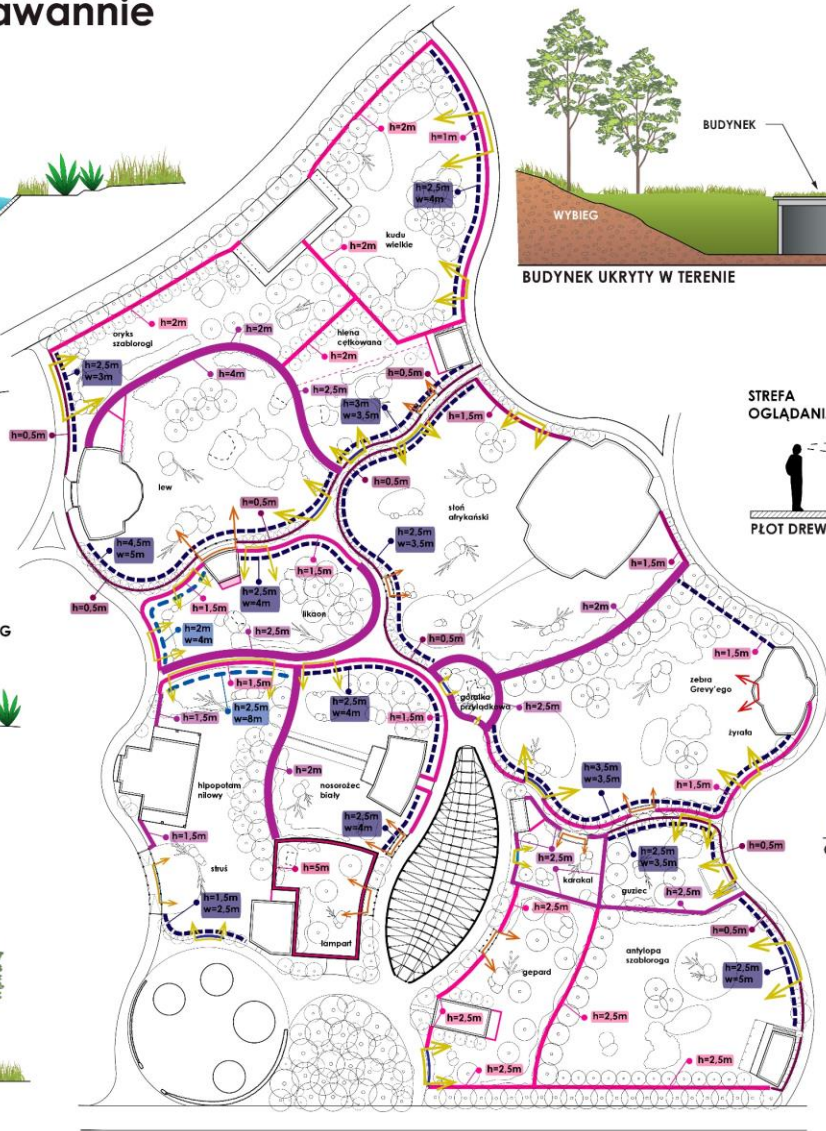 awannie
BUDYNEK
WYBIEG
BUDYNEK UKRYTY W TERENIE
h=2m
h=1m
h=2,5m
w=4m
kudu
wielkie
h=2m
oryks
szablorogi
h=2m
h=2m
hiena
cętkowana
h=2m
h=2,5m
w=3m
h=4m
h=2,5m
h=0,5m
h=3m
w=3,5m
h=1,5m
STREFA
OGLĄDANI
h=0,5m
lew
h=0,5m
h=0,5m
słoń
afrykański
PŁOT DREW
h=4,5m
w=5m
h=2,5m
w=3,5m
h=1,5m
h=2,5m
w=4m
h=1,5m
h=0,5m
h=1,5m
likaon
h=2m
h=2m
w=4m
h=2,5m
h=0,5m
h=1,5m
G
h=1,5m
zebra
Grevy'ego
góralka
przylądkowa
h=2,5m
h=1,5m
h=2,5m
w=8m
h=2,5m
w=4m
h=1,5m
żyrafa
hipopotam
nilowy
h=2m
nosorożec
biały
h=3,5m
w=3,5m
h=1,5m
h=2,5m
w=4m
h=1,5m
h=0,5m
struś
h=5m
h=2,5m
h=2,5m
w=3,5m
karakal
guziec
h=2,5m
h=1,5m
w=2,5m
h=2,5m
h=0,5m
lampart
antylopa
szabloroga
gepard
h=2,5m
w=5m
h=2,5m
h=2,5m
h=2,5m
h=2,5m